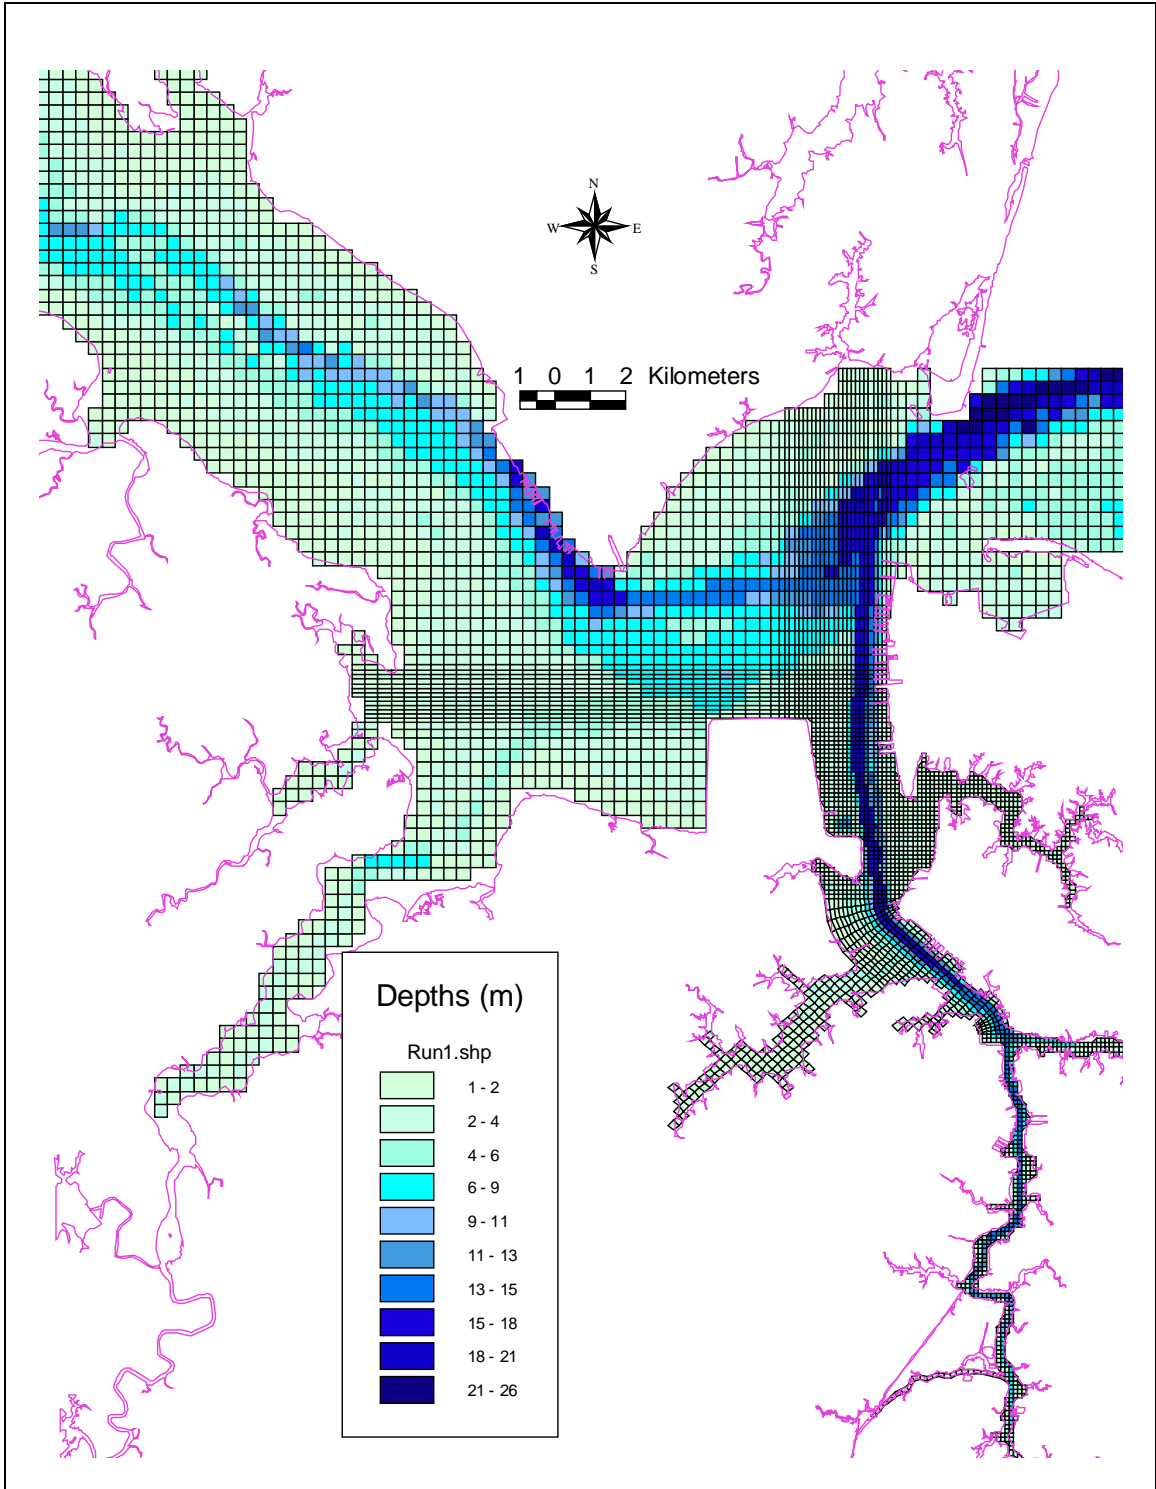 N
W E
S
1 0 1 2 Kilometers
Depths (m)
Run1.shp
1 - 2
2 - 4
4 - 6
6 - 9
9 - 11
11 - 13
13 - 15
15 - 18
18 - 21
21 - 26